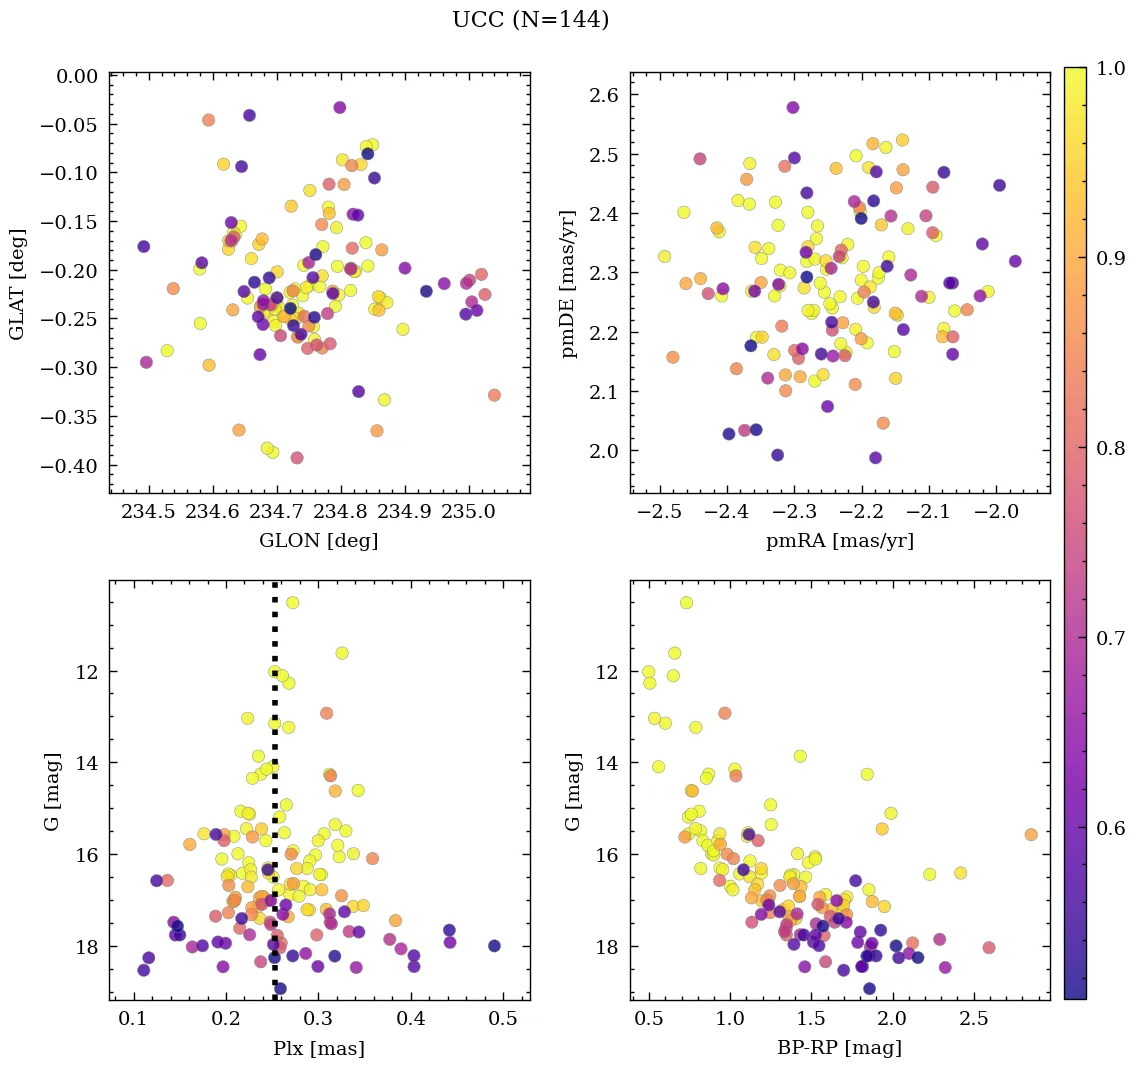 UCC (N=144)
0.00
−0.05
−0.10
−0.15
−0.20
−0.25
−0.30
−0.35
−0.40
GLAT [deg]
234.5 234.6 234.7 234.8 234.9 235.0
GLON [deg]
2.6
2.5
2.4
2.3
2.2
2.1
2.0
pmDE [mas/yr]
−2.5 −2.4 −2.3 −2.2 −2.1 −2.0
pmRA [mas/yr]
12
14
16
18
G [mag]
0.1 0.2 0.3 0.4 0.5
Plx [mas]
12
14
16
18
G [mag]
0.5 1.0 1.5 2.0 2.5
BP-RP [mag]
1.0
0.9
0.8
0.7
0.6